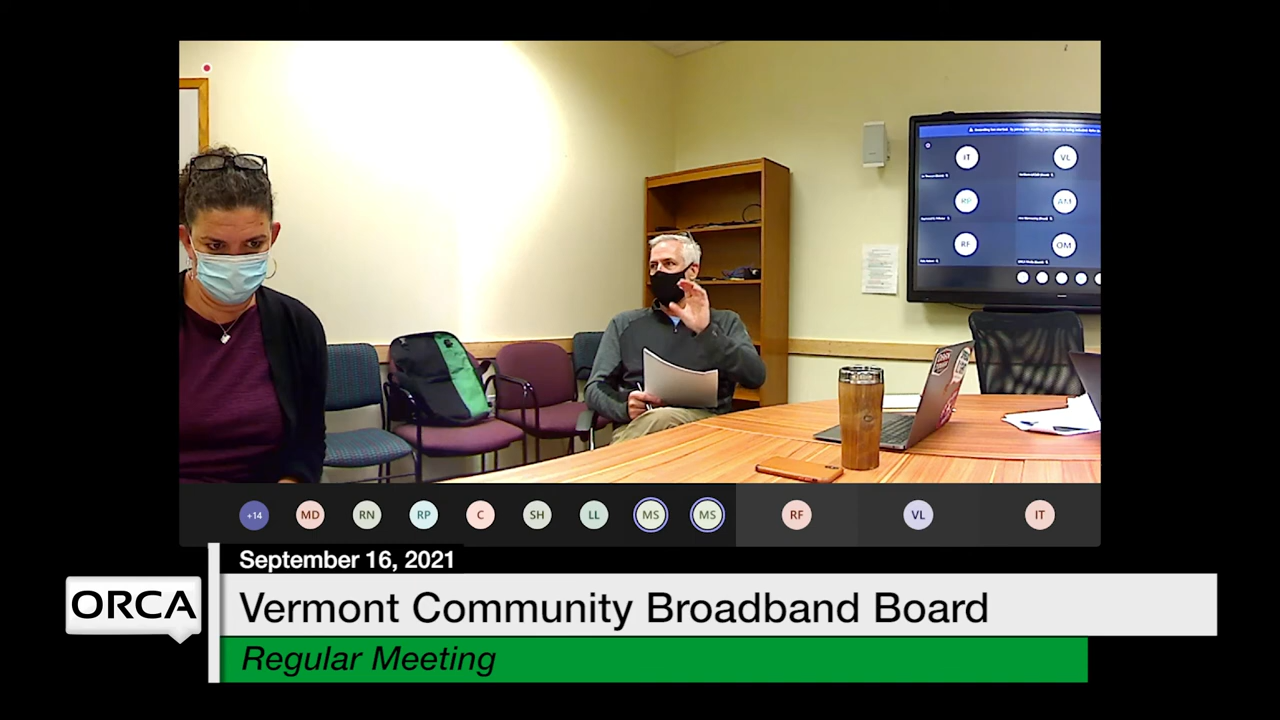 IT
VL
RP
AM
RF
OM
+14
MD
RN
RP
C
SH
LL
MS
MS
RF
VL
IT
September 16, 2021
ORCA
Vermont Community Broadband Board
Regular Meeting